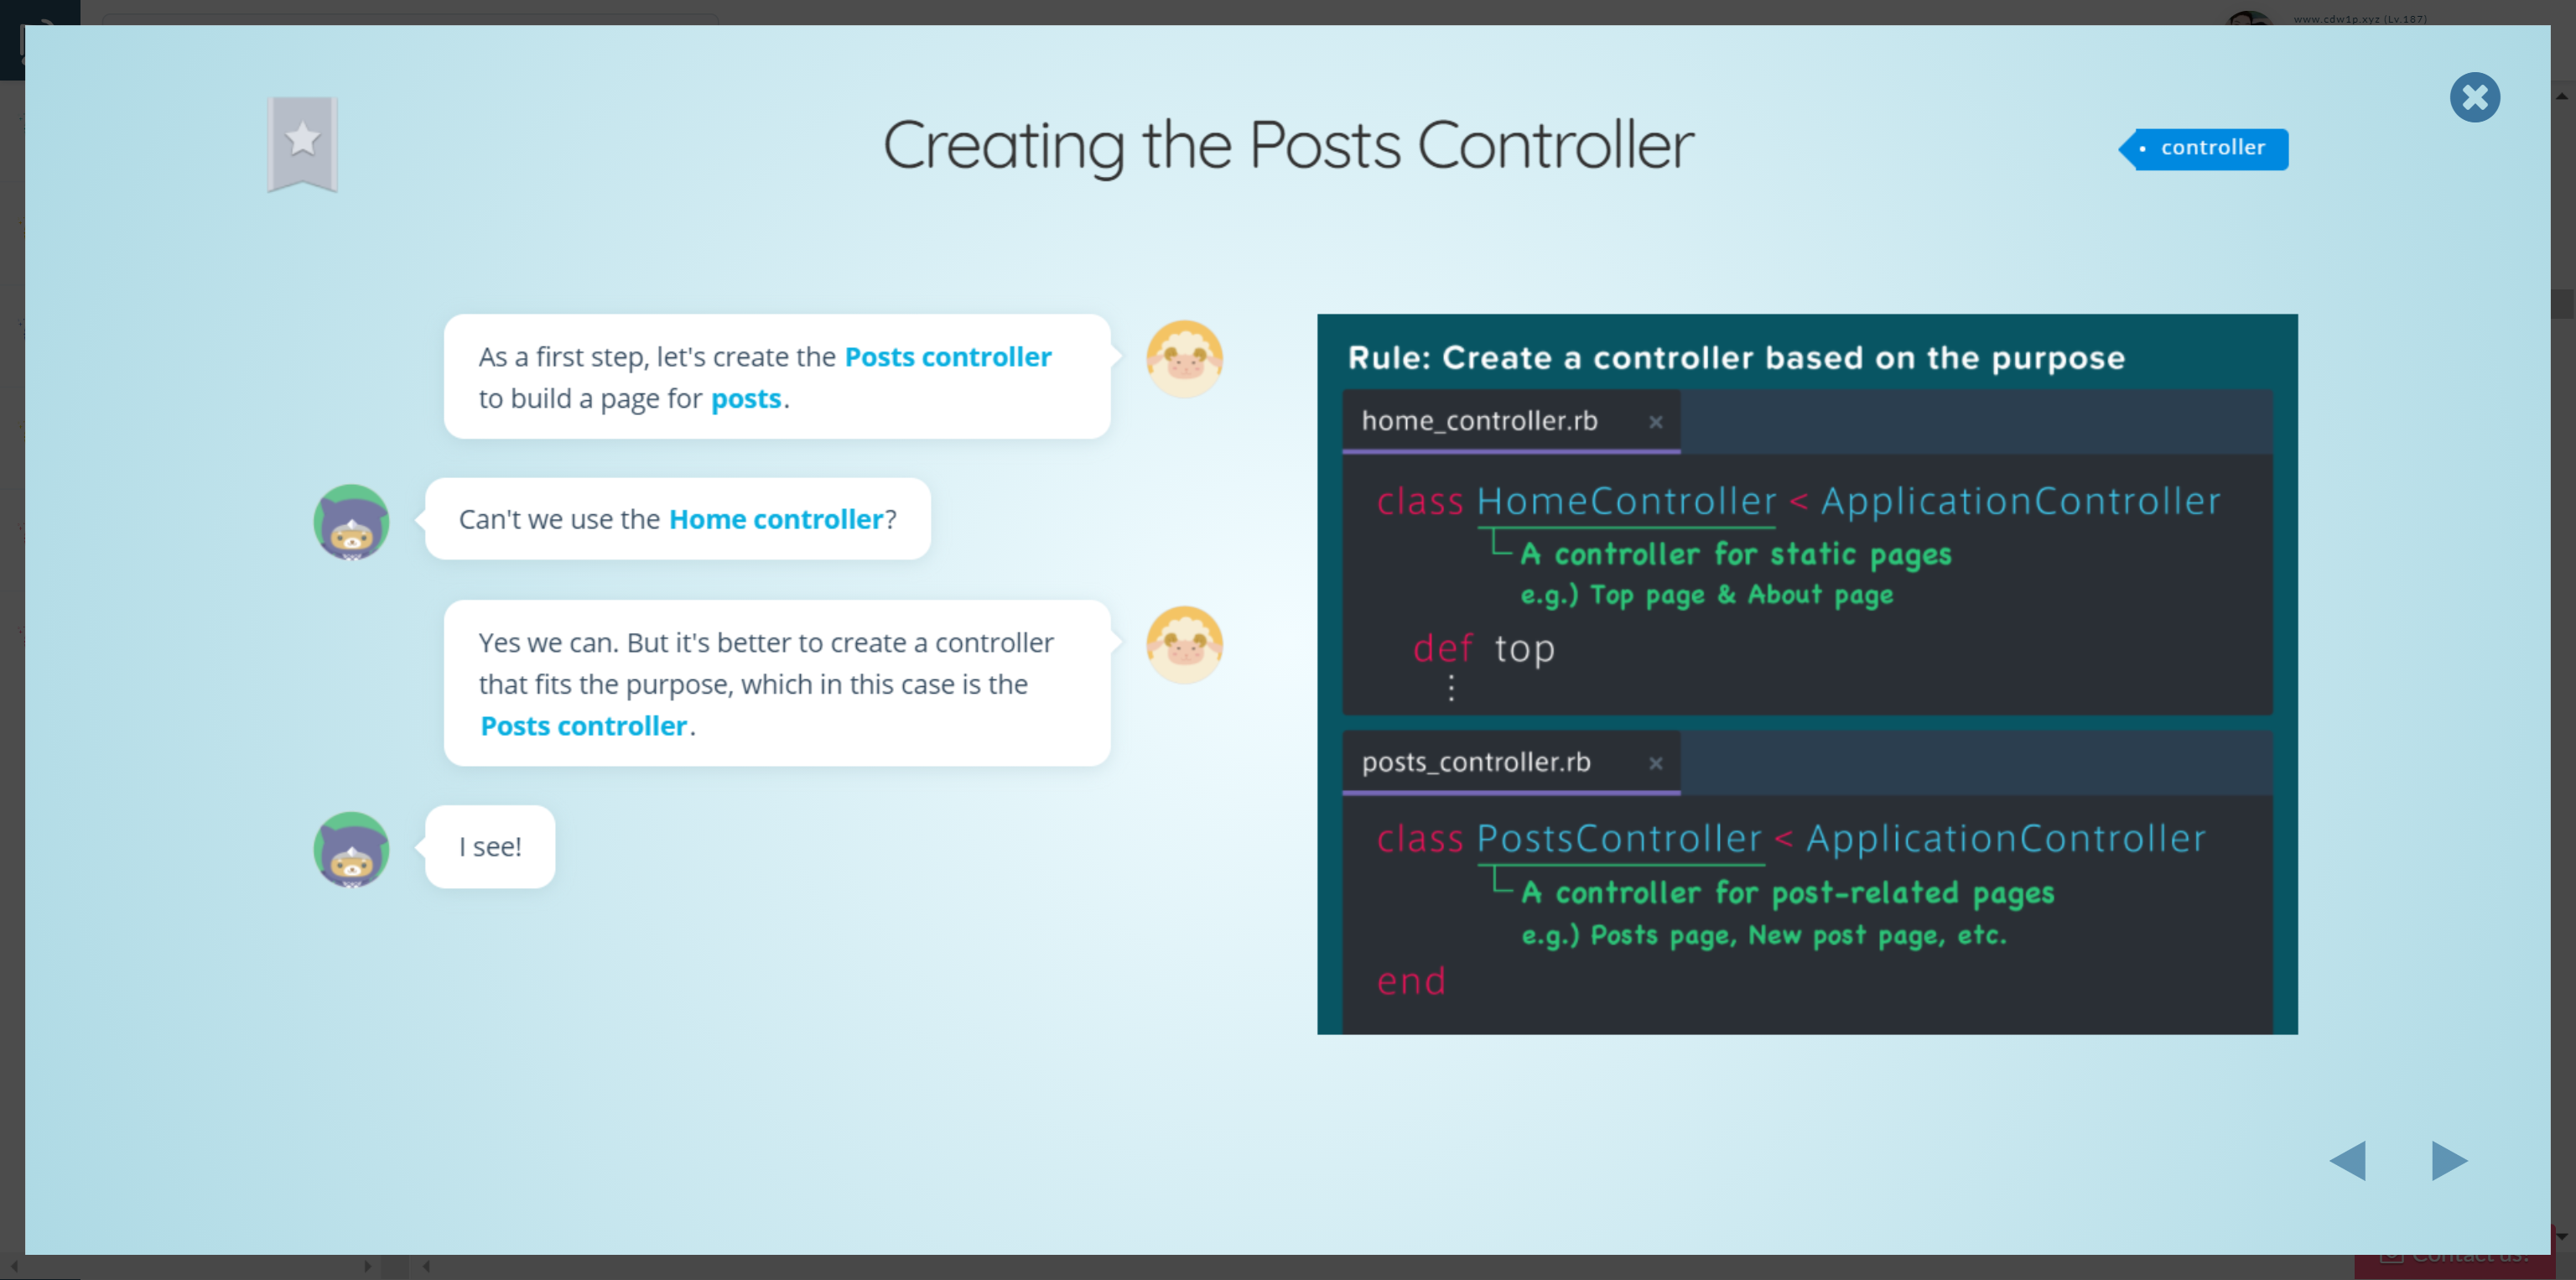 www.cdw1p.xyz (Lv.187)
Creating the Posts Controller
controller
As a first step, let's create the Posts controller
to build a page for posts.
Can't we use the Home controller?
Yes we can. But it's better to create a controller
that fits the purpose, which in this case is the
Posts controller.
I see!
Rule: Create a controller based on the purpose
home_controller.rb ×
class HomeController < ApplicationController
A controller for static pages
e.g.) Top page & About page
def top
⋮
posts_controller.rb ×
class PostsController < ApplicationController
A controller for post-related pages
e.g.) Posts page, New post page, etc.
end
Contact us!